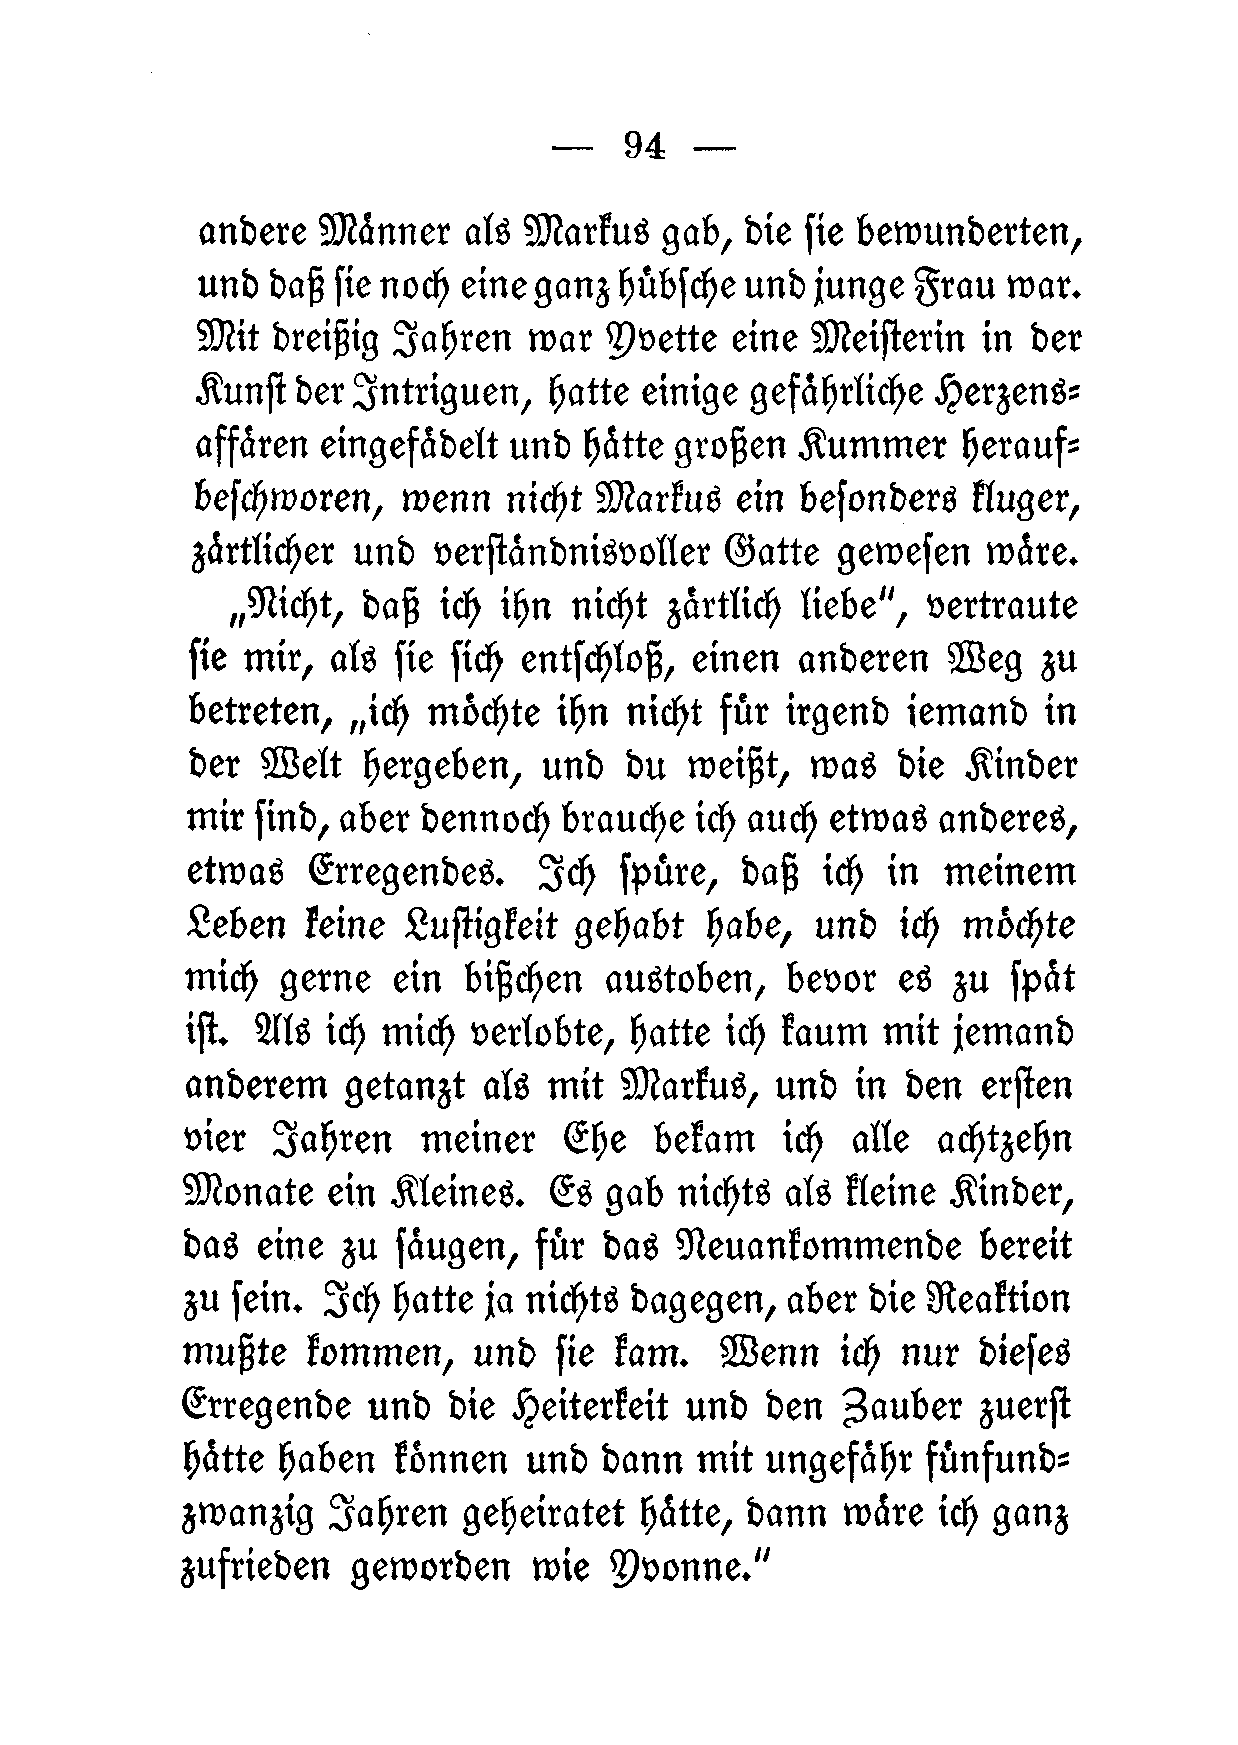 — 94 —
andere Männer als Markus gab, die sie bewunderten,
und daß sie noch eine ganz hübsche und junge Frau war.
Mit dreißig Jahren war Yvette eine Meisterin in der
Kunst der Intriguen, hatte einige gefährliche Herzens-
affären eingefädelt und hätte großen Kummer herauf-
beschworen, wenn nicht Markus ein besonders kluger,
zärtlicher und verständnisvoller Gatte gewesen wäre.
„Nicht, daß ich ihn nicht zärtlich liebe", vertraute
sie mir, als sie sich entschloß, einen anderen Weg zu
betreten, „ich möchte ihn nicht für irgend iemand in
der Welt hergeben, und du weißt, was die Kinder
mir sind, aber dennoch brauche ich auch etwas anderes,
etwas Erregendes. Ich spüre, daß ich in meinem
Leben keine Lustigkeit gehabt habe, und ich möchte
mich gerne ein bißchen austoben, bevor es zu spät
ist. Als ich mich verlobte, hatte ich kaum mit jemand
anderem getanzt als mit Markus, und in den ersten
vier Jahren meiner Ehe bekam ich alle achtzehn
Monate ein Kleines. Es gab nichts als kleine Kinder,
das eine zu säugen, für das Neuankommende bereit
zu sein. Ich hatte ja nichts dagegen, aber die Reaktion
mußte kommen, und sie kam. Wenn ich nur dieses
Erregende und die Heiterkeit und den Zauber zuerst
hätte haben können und dann mit ungefähr fünfund-
zwanzig Jahren geheiratet hätte, dann wäre ich ganz
zufrieden geworden wie Yvonne."